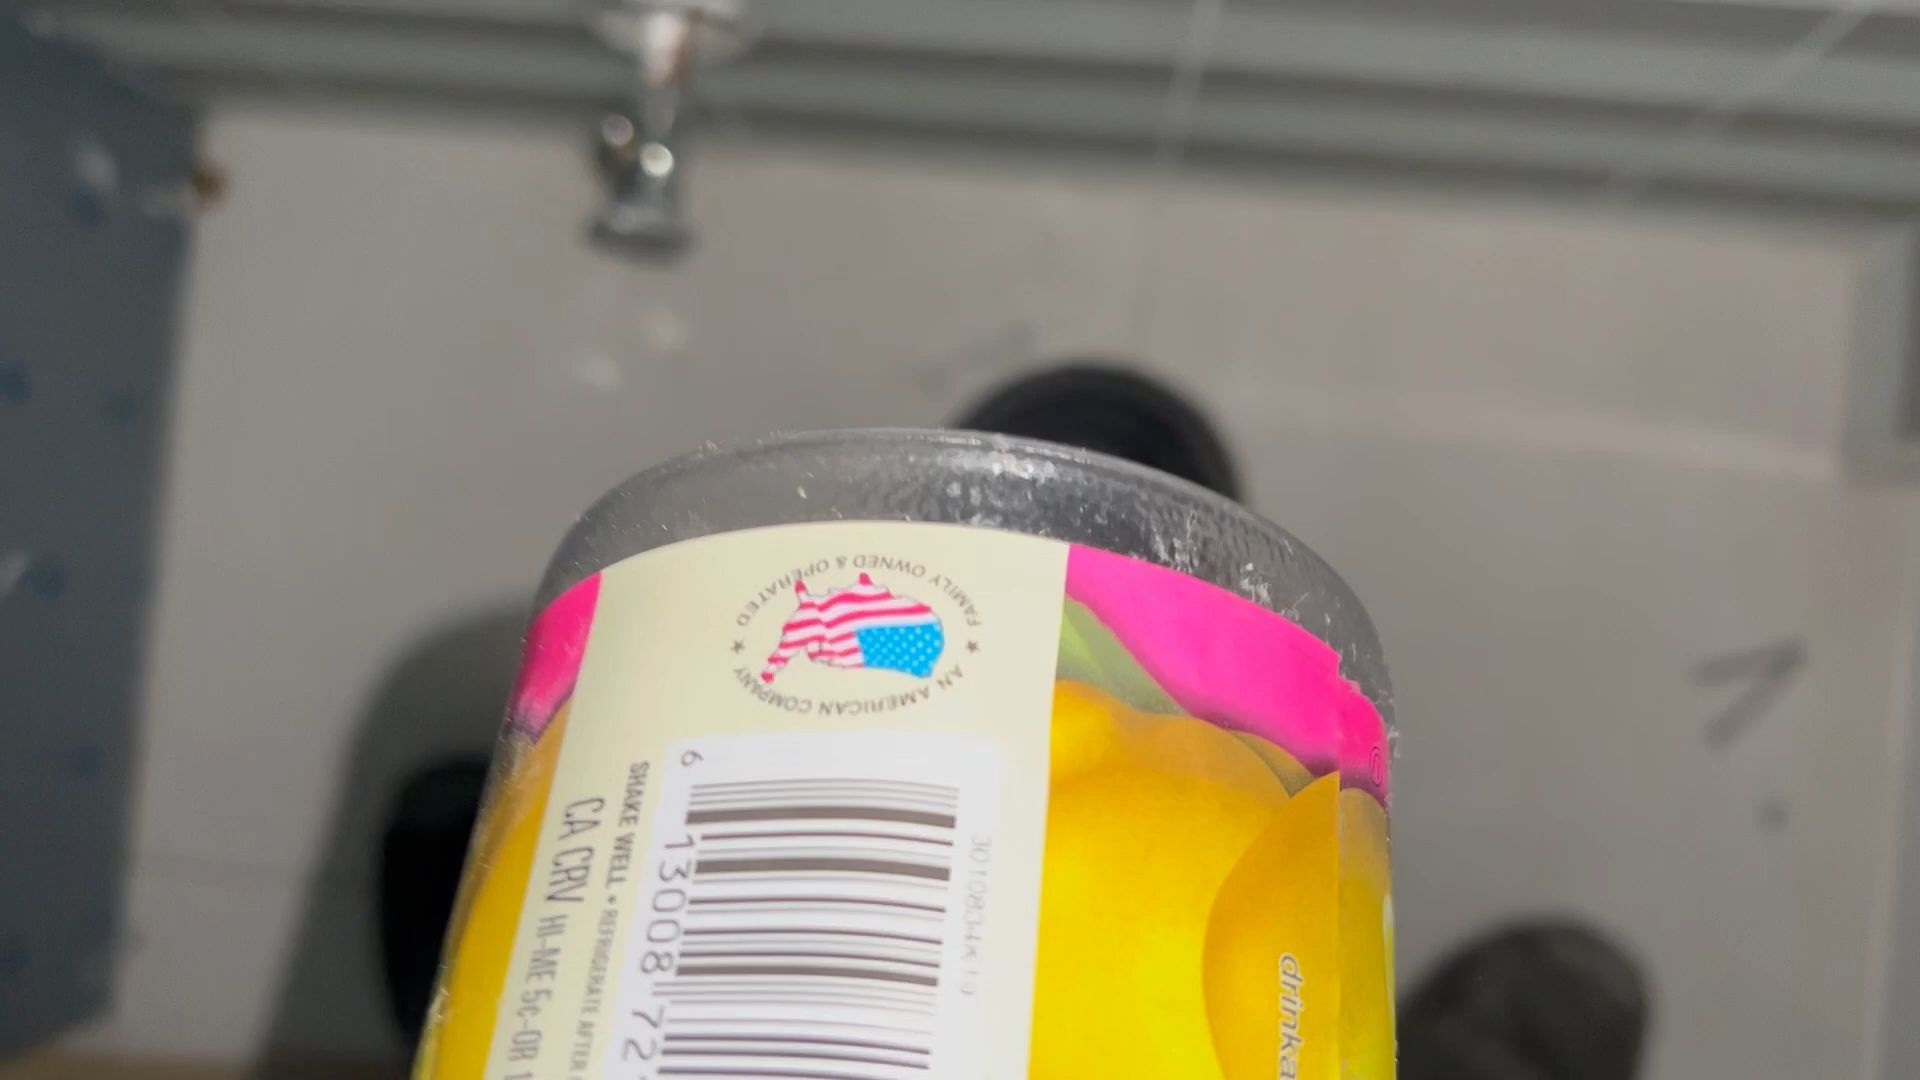 FAMILY OWNED & OPERATED
★ AN AMERICAN COMPANY ★
6 13008 72
SHAKE WELL • REFRIGERATE AFTER
CA CRV HI-ME 5¢-OR 1
drinka